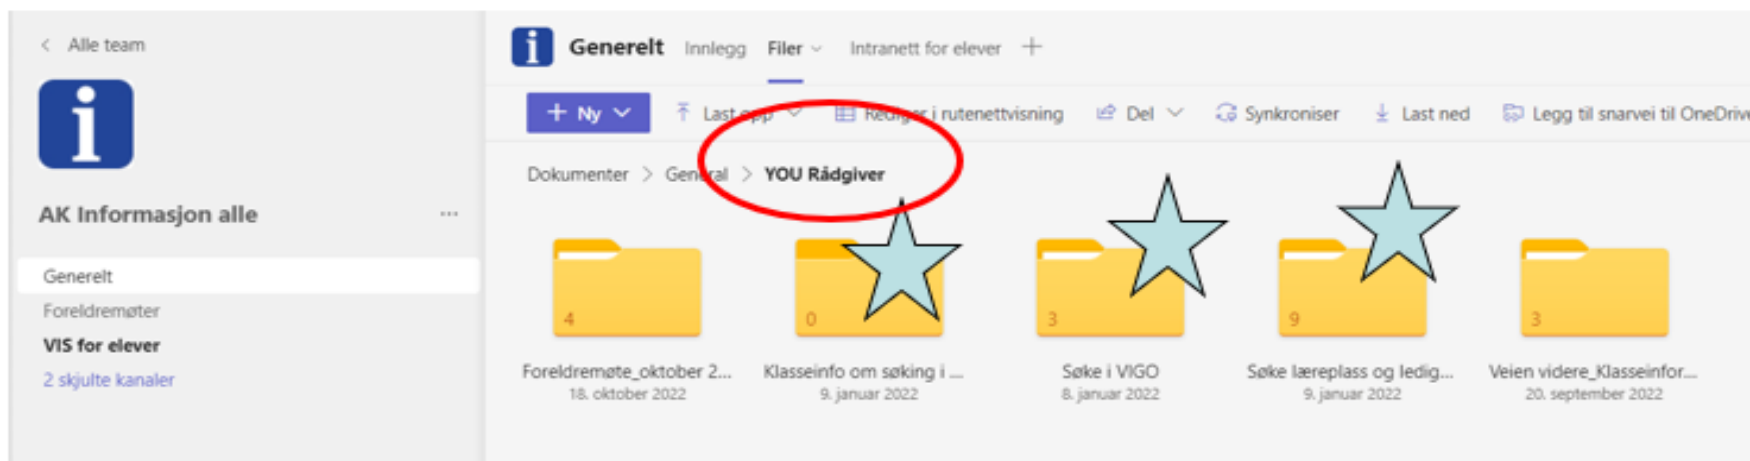 Alle team
AK Informasjon alle
Generelt
Foreldremøter
VIS for elever
2 skjulte kanaler
Generelt Innlegg Filer Intranett for elever
Ny Last opp Rediger i rutenettvisning Del Synkroniser Last ned Legg til snarvei til OneDrive
Dokumenter > General > YOU Rådgiver
4 0 3 9 3
Foreldremøte_oktober 2... Klasseinfo om søking i ... Søke i VIGO Søke læreplass og ledig... Veien videre_Klasseinfor...
18. oktober 2022 9. januar 2022 8. januar 2022 9. januar 2022 20. september 2022